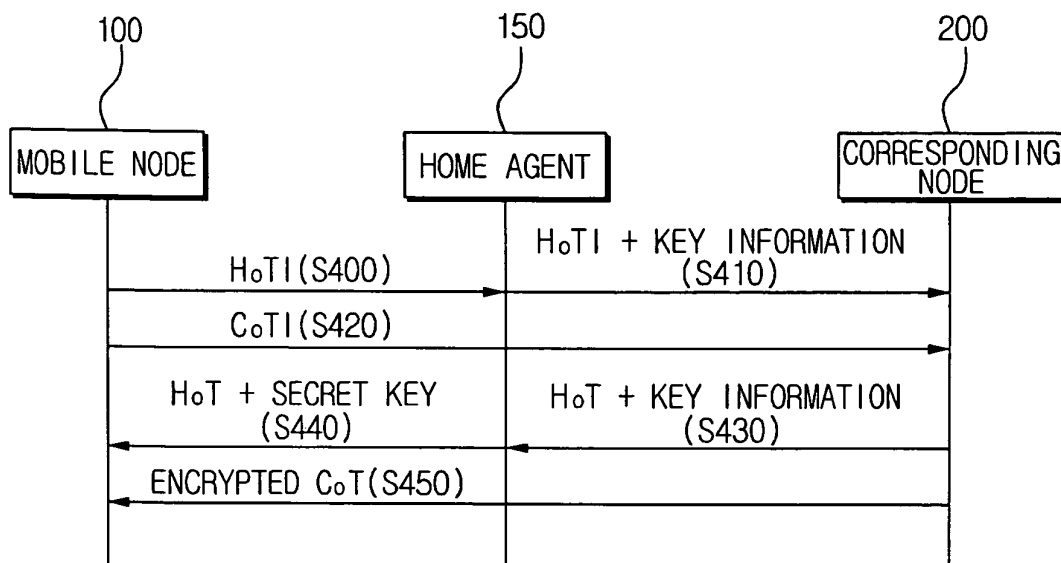 100
150
200
MOBILE NODE
HOME AGENT
CORRESPONDING
NODE
HoTI(S400)
HoTI + KEY INFORMATION
(S410)
CoTI(S420)
HoT + SECRET KEY
(S440)
HoT + KEY INFORMATION
(S430)
ENCRYPTED CoT(S450)